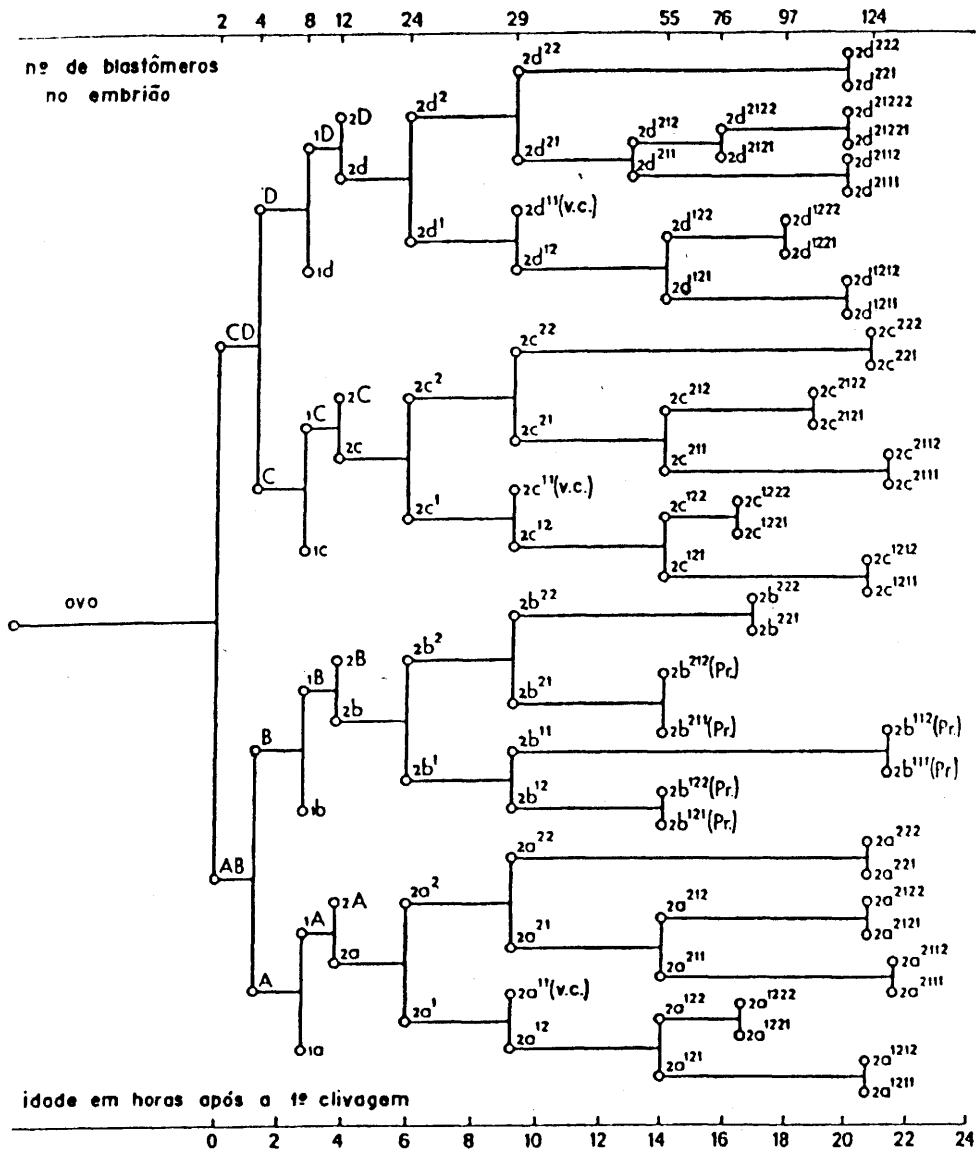 2 4 8 12 24 29 55 76 97 124
nº de blastômeros
no embrião
2d²²²
2d²²
2d²²¹
2d²
2D
2d²¹²²²
2d²¹²²
1D
2d²¹²
2d²¹²²¹
2d²¹
2d²¹²¹
2d
2d²¹¹
2d²¹¹²
2d²¹¹¹
D
2d¹¹(v.c.)
2d¹²²²
2d¹²²
2d¹
2d¹²²¹
1d
2d¹²
2d¹²¹²
2d¹²¹
2d¹²¹¹
CD
2c²²²
2c²²
2c²²¹
2c²
2C
2c²¹²²
1C
2c²¹²
2c²¹²¹
2c²¹
2c
2c²¹¹
2c²¹¹²
2c²¹¹¹
C
2c¹¹(v.c.)
2c¹²²²
2c¹²²
2c¹
2c¹²²¹
1c
2c¹²
2c¹²¹²
2c¹²¹
2c¹²¹¹
ovo
2b²²²
2b²²
2b²²¹
2b²
2B
2b²¹²(Pr.)
1B
2b²¹
2b
2b²¹¹(Pr)
2b¹¹²(Pr.)
B
2b¹¹
2b¹¹¹(Pr)
2b¹
2b¹²²(Pr.)
1b
2b¹²
2b¹²¹(Pr.)
AB
2a²²²
2a²²
2a²²¹
2a²
2A
2a²¹²²
1A
2a²¹²
2a²¹²¹
2a²¹
2a
2a²¹¹
2a²¹¹²
2a²¹¹¹
A
2a¹¹(v.c.)
2a¹²²²
2a¹²²
2a¹
2a¹²²¹
1a
2a¹²
2a¹²¹²
2a¹²¹
2a¹²¹¹
idade em horas após a 1º clivagem
0 2 4 6 8 10 12 14 16 18 20 22 24